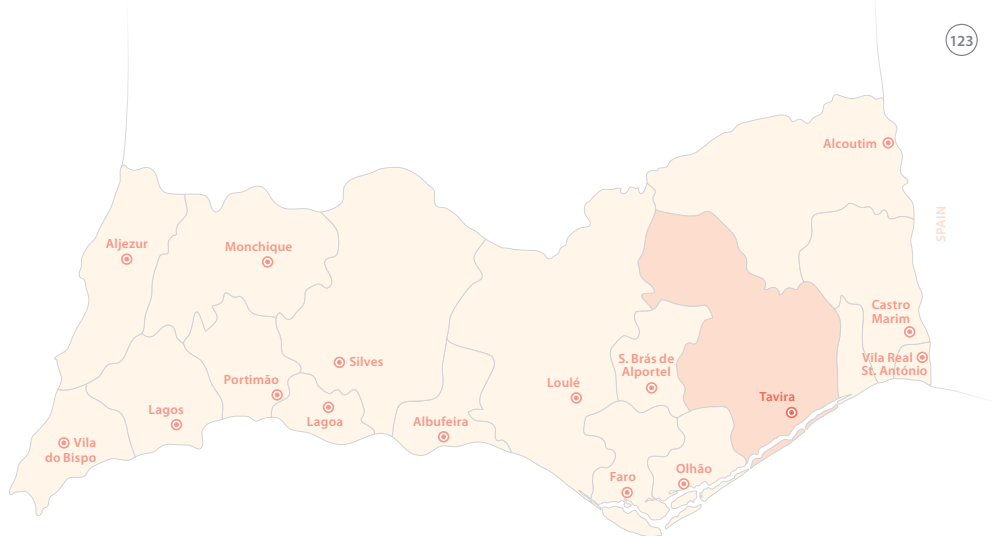 123
Alcoutim
SPAIN
Aljezur
Monchique
Castro
Marim
S. Brás de
Alportel
Vila Real
St. António
Silves
Portimão
Loulé
Tavira
Lagos
Lagoa
Albufeira
Vila
do Bispo
Faro
Olhão